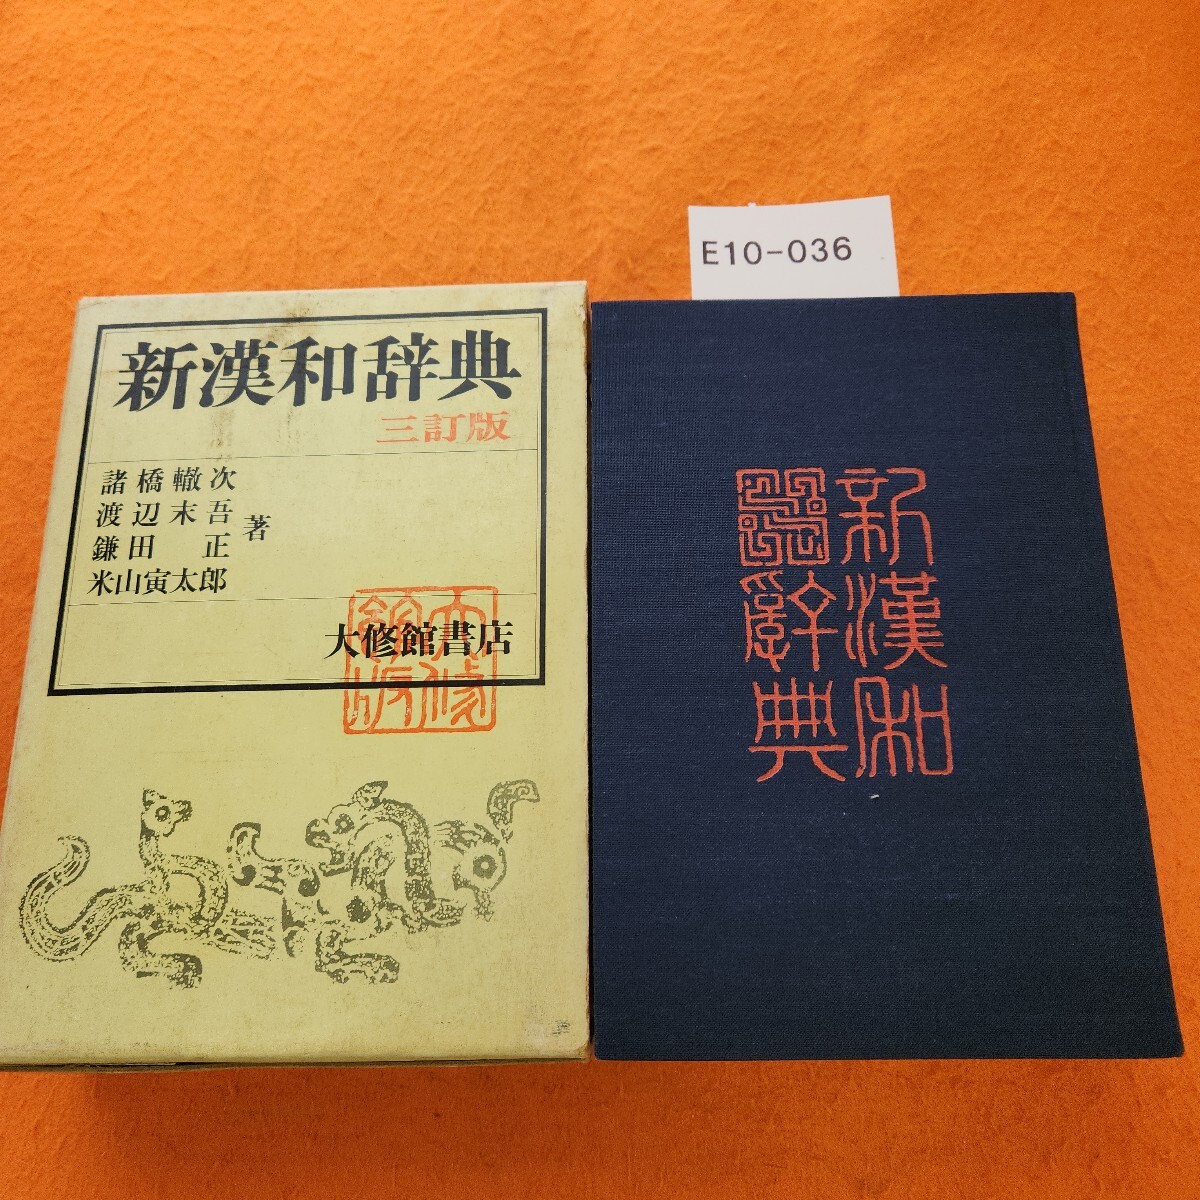 E10-036
新漢和辞典
三訂版
諸橋轍次
渡辺末吾
鎌田 正
米山寅太郎
著
大修館書店
新漢和
辭典